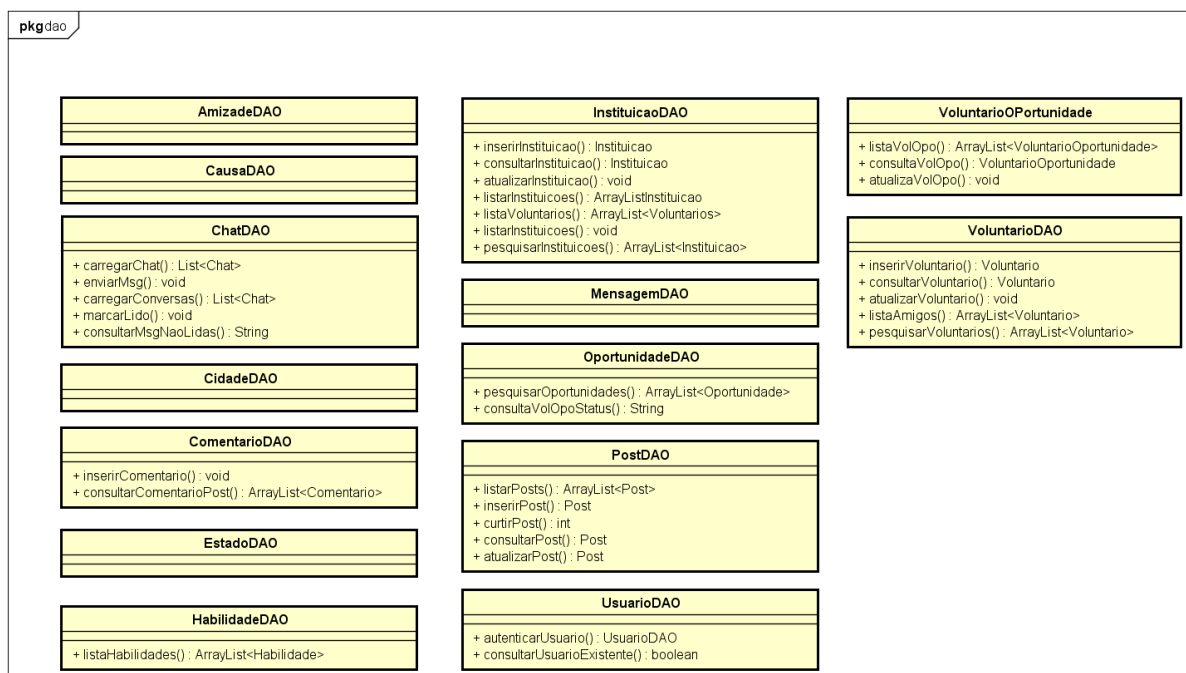 pkg dao
AmizadeDAO
CausaDAO
ChatDAO
+ carregarChat() : List<Chat>
+ enviarMsg() : void
+ carregarConversas() : List<Chat>
+ marcarLido() : void
+ consultarMsgNaoLidas() : String
CidadeDAO
ComentarioDAO
+ inserirComentario() : void
+ consultarComentarioPost() : ArrayList<Comentario>
EstadoDAO
HabilidadeDAO
+ listaHabilidades() : ArrayList<Habilidade>
InstituicaoDAO
+ inserirInstituicao() : Instituicao
+ consultarInstituicao() : Instituicao
+ atualizarInstituicao() : void
+ listarInstituicoes() : ArrayListInstituicao
+ listaVoluntarios() : ArrayList<Voluntarios>
+ listarInstituicoes() : void
+ pesquisarInstituicoes() : ArrayList<Instituicao>
MensagemDAO
OportunidadeDAO
+ pesquisarOportunidades() : ArrayList<Oportunidade>
+ consultaVolOpoStatus() : String
PostDAO
+ listarPosts() : ArrayList<Post>
+ inserirPost() : Post
+ curtirPost() : int
+ consultarPost() : Post
+ atualizarPost() : Post
UsuarioDAO
+ autenticarUsuario() : UsuarioDAO
+ consultarUsuarioExistente() : boolean
VoluntarioOPortunidade
+ listaVolOpo() : ArrayList<VoluntarioOportunidade>
+ consultaVolOpo() : VoluntarioOportunidade
+ atualizaVolOpo() : void
VoluntarioDAO
+ inserirVoluntario() : Voluntario
+ consultarVoluntario() : Voluntario
+ atualizarVoluntario() : void
+ listaAmigos() : ArrayList<Voluntario>
+ pesquisarVoluntarios() : ArrayList<Voluntario>